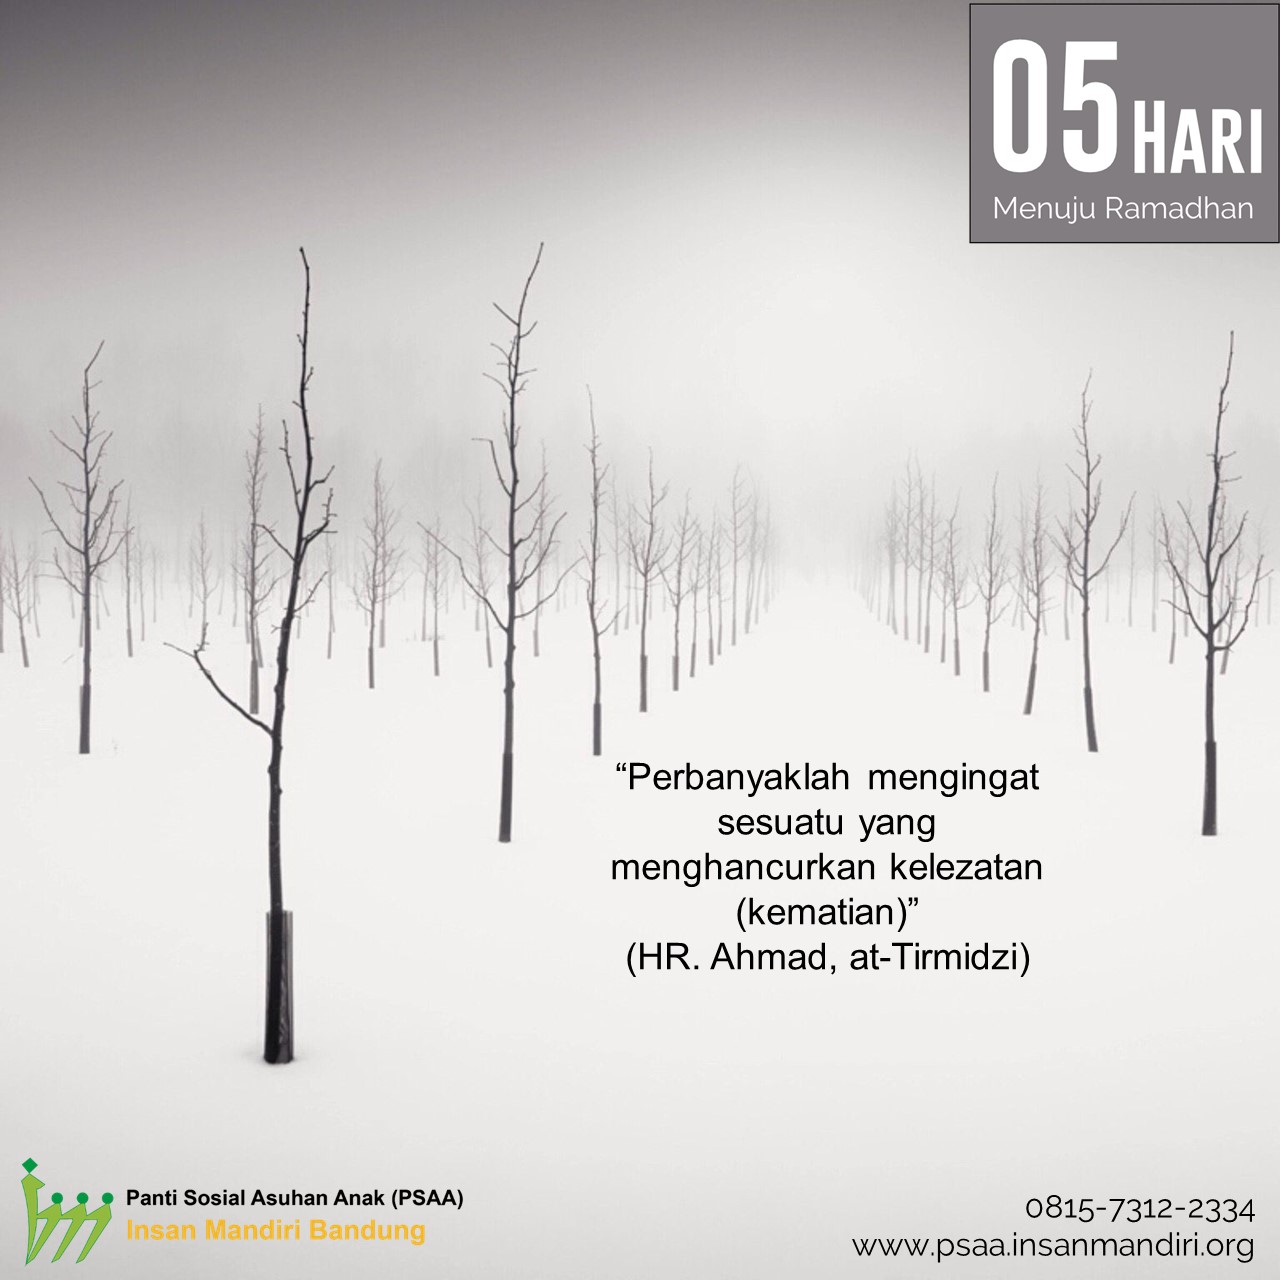 05 HARI
Menuju Ramadhan
“Perbanyaklah mengingat
sesuatu yang
menghancurkan kelezatan
(kematian)”
(HR. Ahmad, at-Tirmidzi)
Panti Sosial Asuhan Anak (PSAA)
Insan Mandiri Bandung
0815-7312-2334
www.psaa.insanmandiri.org